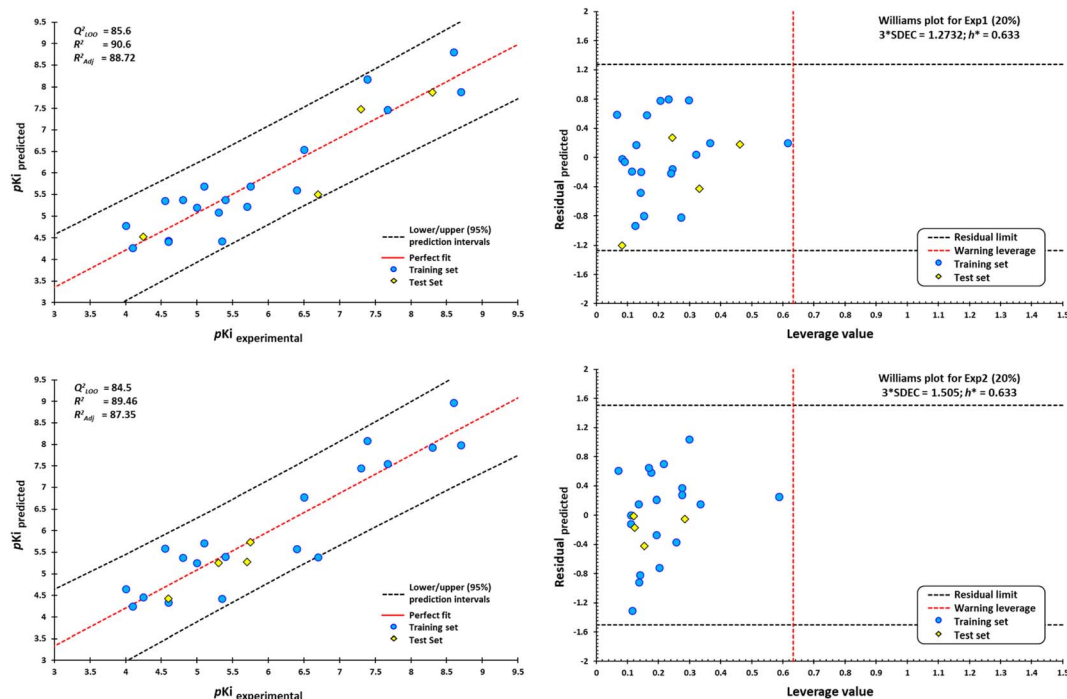 Q²LOO = 85.6
R² = 90.6
R²Adj = 88.72
9.5
9
8.5
8
7.5
7
6.5
6
5.5
5
4.5
4
3.5
3
pKi predicted
Lower/upper (95%)
prediction intervals
Perfect fit
Training set
Test Set
3 3.5 4 4.5 5 5.5 6 6.5 7 7.5 8 8.5 9 9.5
pKi experimental
Williams plot for Exp1 (20%)
3*SDEC = 1.2732; h* = 0.633
2
1.6
1.2
0.8
0.4
0
-0.4
-0.8
-1.2
-1.6
-2
Residual predicted
Residual limit
Warning leverage
Training set
Test set
0 0.1 0.2 0.3 0.4 0.5 0.6 0.7 0.8 0.9 1 1.1 1.2 1.3 1.4 1.5
Leverage value
Q²LOO = 84.5
R² = 89.46
R²Adj = 87.35
9.5
9
8.5
8
7.5
7
6.5
6
5.5
5
4.5
4
3.5
3
pKi predicted
Lower/upper (95%)
prediction intervals
Perfect fit
Training set
Test Set
3 3.5 4 4.5 5 5.5 6 6.5 7 7.5 8 8.5 9 9.5
pKi experimental
Williams plot for Exp2 (20%)
3*SDEC = 1.505; h* = 0.633
2
1.6
1.2
0.8
0.4
0
-0.4
-0.8
-1.2
-1.6
-2
Residual predicted
Residual limit
Warning leverage
Training set
Test set
0 0.1 0.2 0.3 0.4 0.5 0.6 0.7 0.8 0.9 1 1.1 1.2 1.3 1.4 1.5
Leverage value